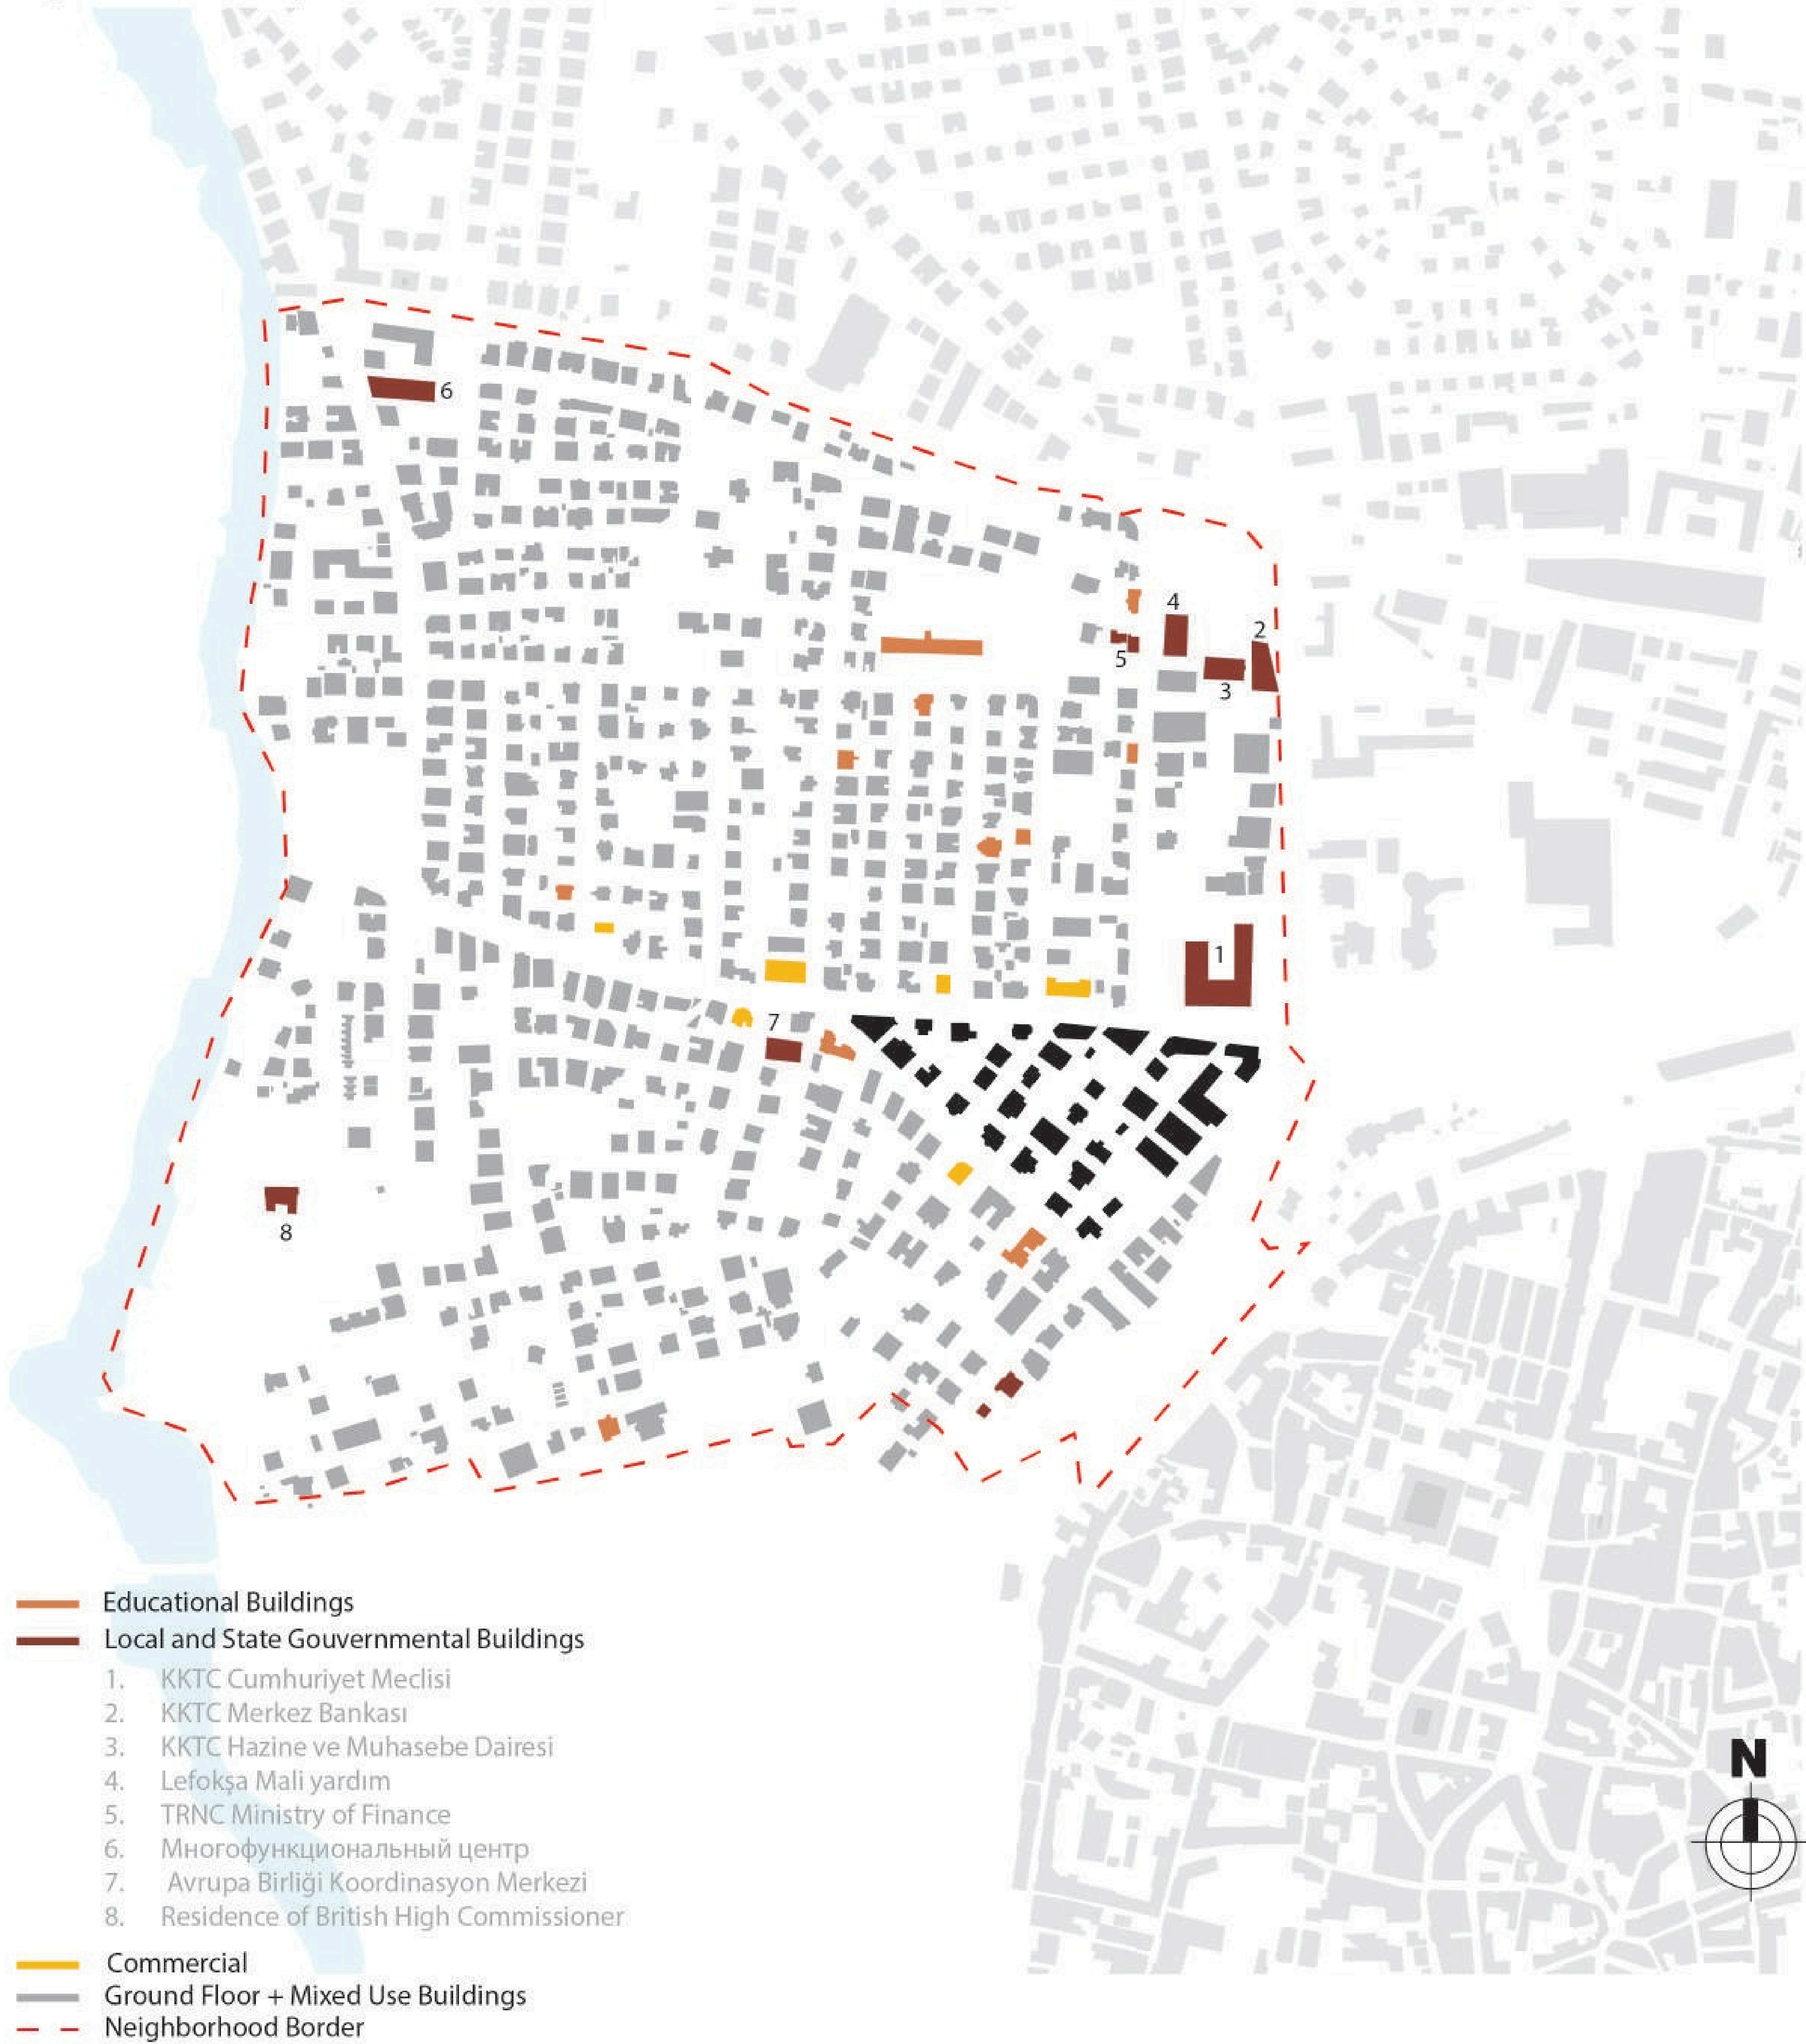 6
4
2
5
3
1
7
8
Educational Buildings
Local and State Gouvernmental Buildings
1. KKTC Cumhuriyet Meclisi
2. KKTC Merkez Bankası
3. KKTC Hazine ve Muhasebe Dairesi
4. Lefokşa Mali yardım
5. TRNC Ministry of Finance
6. Многофункциональный центр
7. Avrupa Birliği Koordinasyon Merkezi
8. Residence of British High Commissioner
Commercial
Ground Floor + Mixed Use Buildings
Neighborhood Border
N